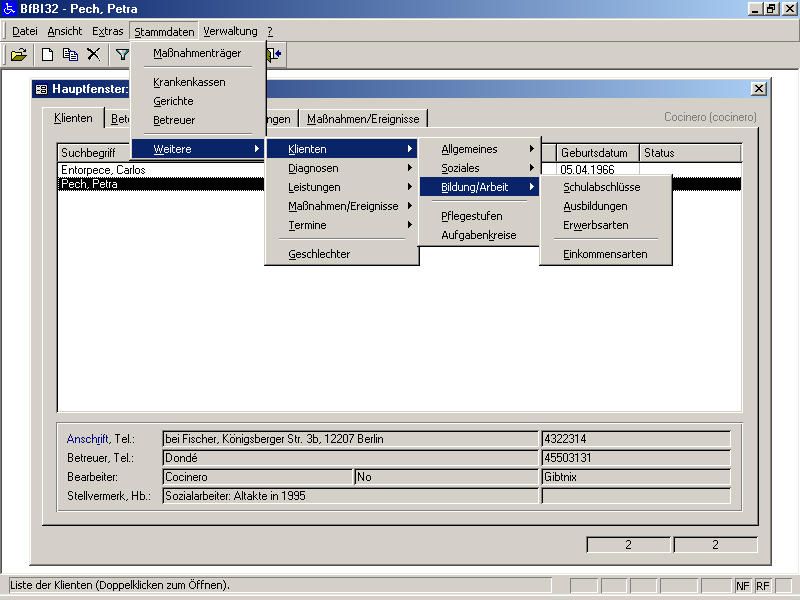 BfBI32 - Pech, Petra
Datei Ansicht Extras Stammdaten Verwaltung ?
Maßnahmenträger
Krankenkassen
Gerichte
Betreuer
Weitere
Hauptfenster:
Klienten Bet ngen Maßnahmen/Ereignisse Cocinero (cocinero)
Suchbegriff Geburtsdatum Status
Entorpece, Carlos 05.04.1966
Pech, Petra
Klienten
Diagnosen
Leistungen
Maßnahmen/Ereignisse
Termine
Geschlechter
Allgemeines
Soziales
Bildung/Arbeit
Pflegestufen
Aufgabenkreise
Schulabschlüsse
Ausbildungen
Erwerbsarten
Einkommensarten
Anschrift, Tel.: bei Fischer, Königsberger Str. 3b, 12207 Berlin 4322314
Betreuer, Tel.: Dondé 45503131
Bearbeiter: Cocinero No Gibtnix
Stellvermerk, Hb.: Sozialarbeiter: Altakte in 1995
2 2
Liste der Klienten (Doppelklicken zum Öffnen). NF RF